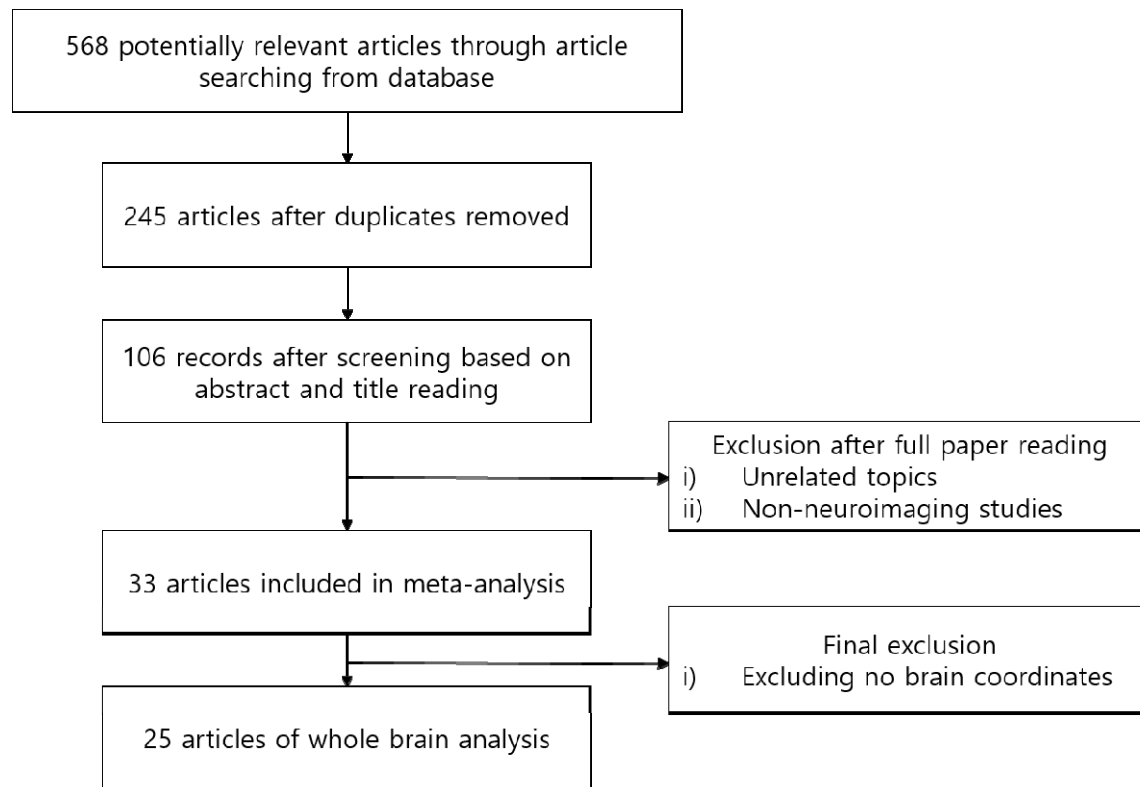 568 potentially relevant articles through article
searching from database
245 articles after duplicates removed
106 records after screening based on
abstract and title reading
Exclusion after full paper reading
i) Unrelated topics
ii) Non-neuroimaging studies
33 articles included in meta-analysis
Final exclusion
i) Excluding no brain coordinates
25 articles of whole brain analysis